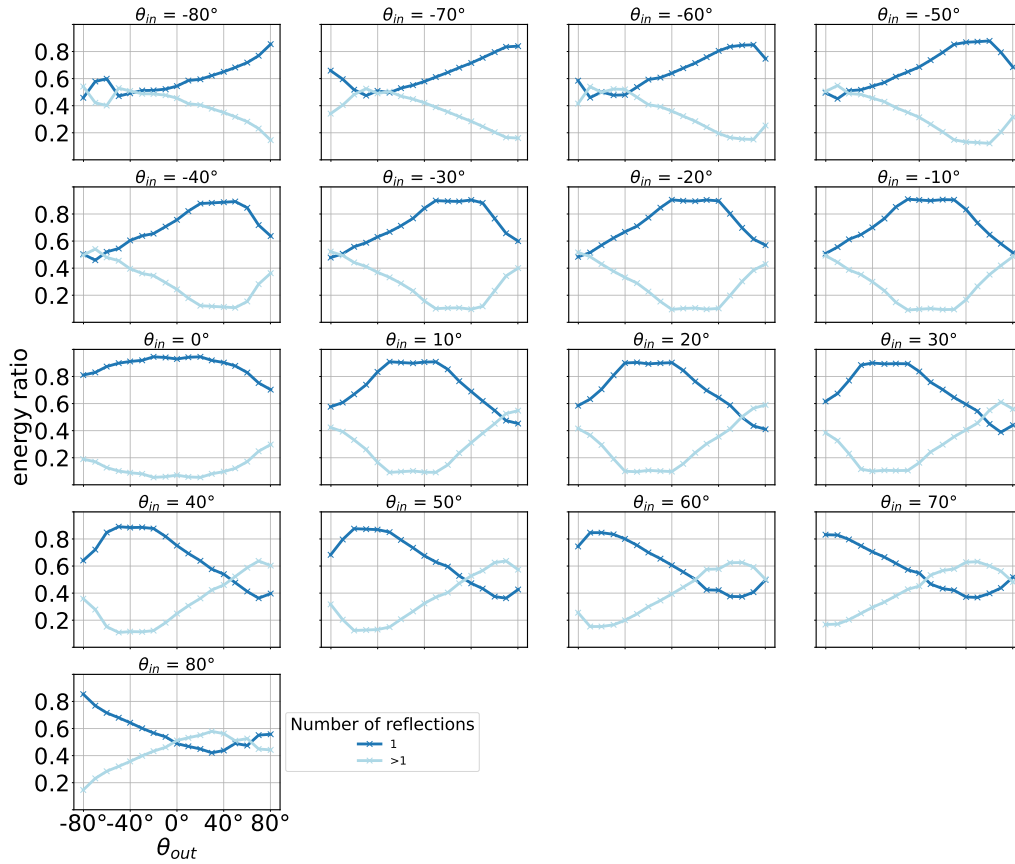 θin = -80°
θin = -70°
θin = -60°
θin = -50°
0.8
0.6
0.4
0.2
θin = -40°
θin = -30°
θin = -20°
θin = -10°
0.8
0.6
0.4
0.2
θin = 0°
θin = 10°
θin = 20°
θin = 30°
energy ratio
0.8
0.6
0.4
0.2
θin = 40°
θin = 50°
θin = 60°
θin = 70°
0.8
0.6
0.4
0.2
θin = 80°
0.8
0.6
0.4
0.2
-80° -40° 0° 40° 80°
θout
Number of reflections
1
>1